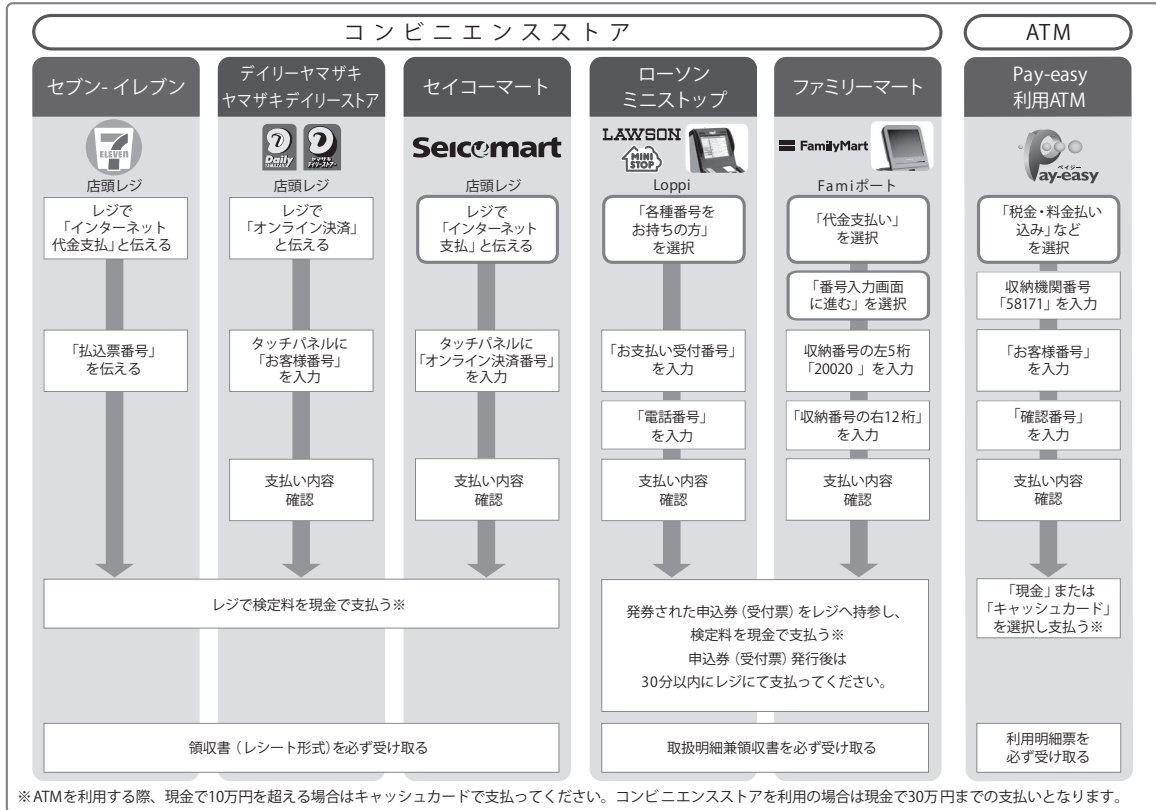 コンビニエンスストア
ATM
セブン- イレブン
デイリーヤマザキ
ヤマザキデイリーストア
セイコーマート
ローソン
ミニストップ
ファミリーマート
Pay-easy
利用ATM
7
ELEVEN
Daily
YAMAZAKI
ヤマザキ
デイリーストアー
Seicomart
LAWSON
MINI
STOP
FamilyMart
ペイジー
Pay-easy
店頭レジ
店頭レジ
店頭レジ
Loppi
Famiポート
レジで
「インターネット
代金支払」と伝える
レジで
「オンライン決済」
と伝える
レジで
「インターネット
支払」と伝える
「各種番号を
お持ちの方」
を選択
「代金支払い」
を選択
「税金・料金払い
込み」など
を選択
「番号入力画面
に進む」を選択
収納機関番号
「58171」を入力
「払込票番号」
を伝える
タッチパネルに
「お客様番号」
を入力
タッチパネルに
「オンライン決済番号」
を入力
「お支払い受付番号」
を入力
収納番号の左5桁
「20020 」を入力
「お客様番号」
を入力
「電話番号」
を入力
「収納番号の右12桁」
を入力
「確認番号」
を入力
支払い内容
確認
支払い内容
確認
支払い内容
確認
支払い内容
確認
支払い内容
確認
レジで検定料を現金で支払う※
発券された申込券（受付票）をレジへ持参し、
検定料を現金で支払う※
申込券（受付票）発行後は
30分以内にレジにて支払ってください。
「現金」または
「キャッシュカード」
を選択し支払う※
領収書（レシート形式）を必ず受け取る
取扱明細兼領収書を必ず受け取る
利用明細票を
必ず受け取る
※ATMを利用する際、現金で10万円を超える場合はキャッシュカードで支払ってください。コンビニエンスストアを利用の場合は現金で30万円までの支払いとなります。